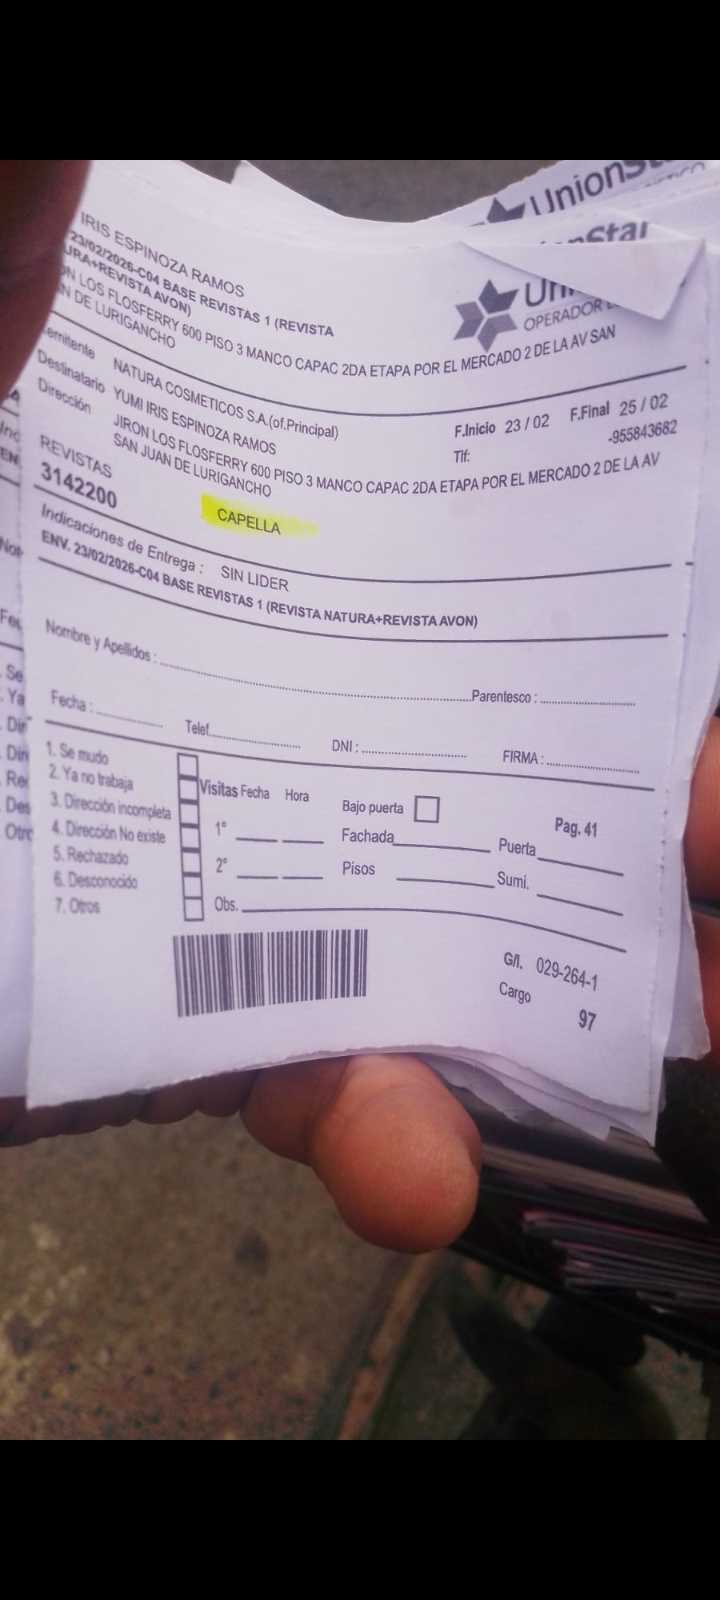 UnionSt
IRIS ESPINOZA RAMOS
23/02/2026-C04 BASE REVISTAS 1 (REVISTA
URA+REVISTA AVON)
ON LOS FLOSFERRY 600 PISO 3 MANCO CAPAC 2DA ETAPA POR EL MERCADO 2 DE LA AV SAN
N DE LURIGANCHO
OPERADOR
Remitente NATURA COSMETICOS S.A.(of.Principal)
F.Inicio 23 / 02 F.Final 25 / 02
Destinatario YUMI IRIS ESPINOZA RAMOS
Tlf: -955843682
Dirección JIRON LOS FLOSFERRY 600 PISO 3 MANCO CAPAC 2DA ETAPA POR EL MERCADO 2 DE LA AV
SAN JUAN DE LURIGANCHO
REVISTAS
3142200
CAPELLA
Indicaciones de Entrega : SIN LIDER
ENV. 23/02/2026-C04 BASE REVISTAS 1 (REVISTA NATURA+REVISTA AVON)
Nombre y Apellidos : Parentesco :
Fecha : Telef. DNI : FIRMA :
1. Se mudo
2. Ya no trabaja
3. Dirección incompleta
4. Dirección No existe
5. Rechazado
6. Desconocido
7. Otros
Visitas Fecha Hora
1°
2°
Obs.
Bajo puerta
Fachada
Pisos
Pag. 41
Puerta
Sumi.
G/I. 029-264-1
Cargo
97